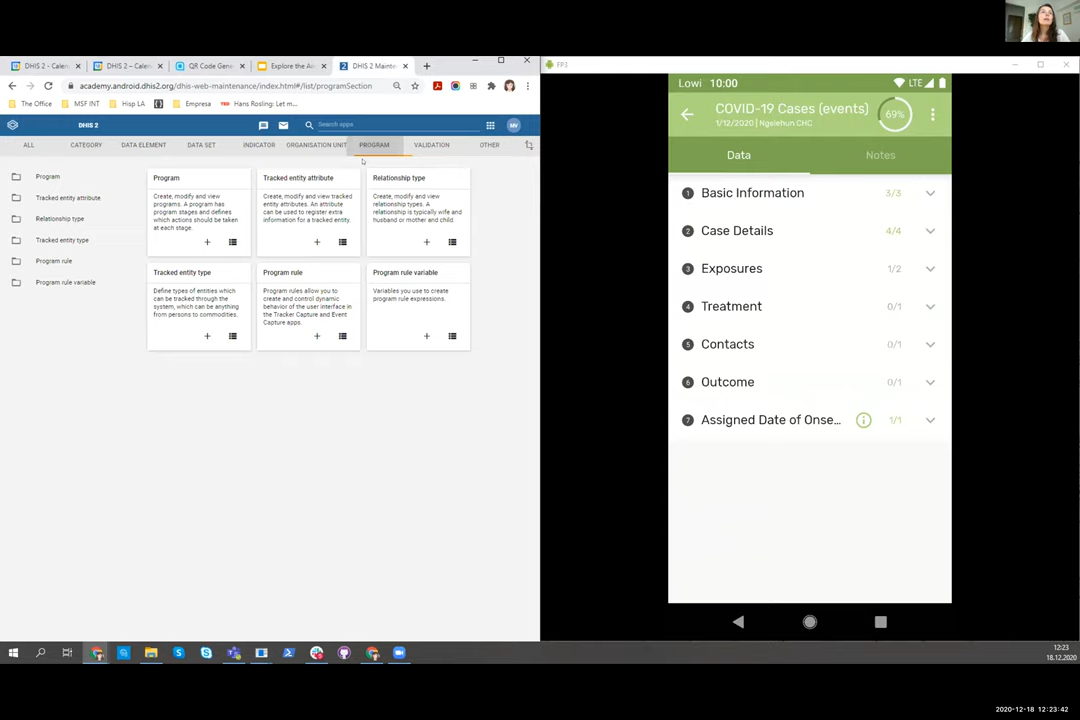 DHIS 2 - Calen
DHIS 2 – Calen
QR Code Gene
Explore the An
DHIS 2 Mainte
academy.android.dhis2.org/dhis-web-maintenance/index.html#/list/programSection
The Office
MSF INT
Hisp LA
Empresa
TED
Hans Rosling: Let m...
DHIS 2
Search apps
MV
ALL
CATEGORY
DATA ELEMENT
DATA SET
INDICATOR
ORGANISATION UNIT
PROGRAM
VALIDATION
OTHER
Program
Tracked entity attribute
Relationship type
Tracked entity type
Program rule
Program rule variable
Program
Create, modify and view
programs. A program has
program stages and defines
which actions should be taken
at each stage.
Tracked entity attribute
Create, modify and view tracked
entity attributes. An attribute
can be used to register extra
information for a tracked entity.
Relationship type
Create, modify and view
relationship types. A
relationship is typically wife and
husband or mother and child.
Tracked entity type
Define types of entities which
can be tracked through the
system, which can be anything
from persons to commodities.
Program rule
Program rules allow you to
create and control dynamic
behavior of the user interface in
the Tracker Capture and Event
Capture apps.
Program rule variable
Variables you use to create
program rule expressions.
FP3
Lowi 10:00
LTE
COVID-19 Cases (events)
1/12/2020 | Ngelehun CHC
69%
Data
Notes
1 Basic Information 3/3
2 Case Details 4/4
3 Exposures 1/2
4 Treatment 0/1
5 Contacts 0/1
6 Outcome 0/1
7 Assigned Date of Onse... 1/1
12:23
18.12.2020
2020-12-18 12:23:42